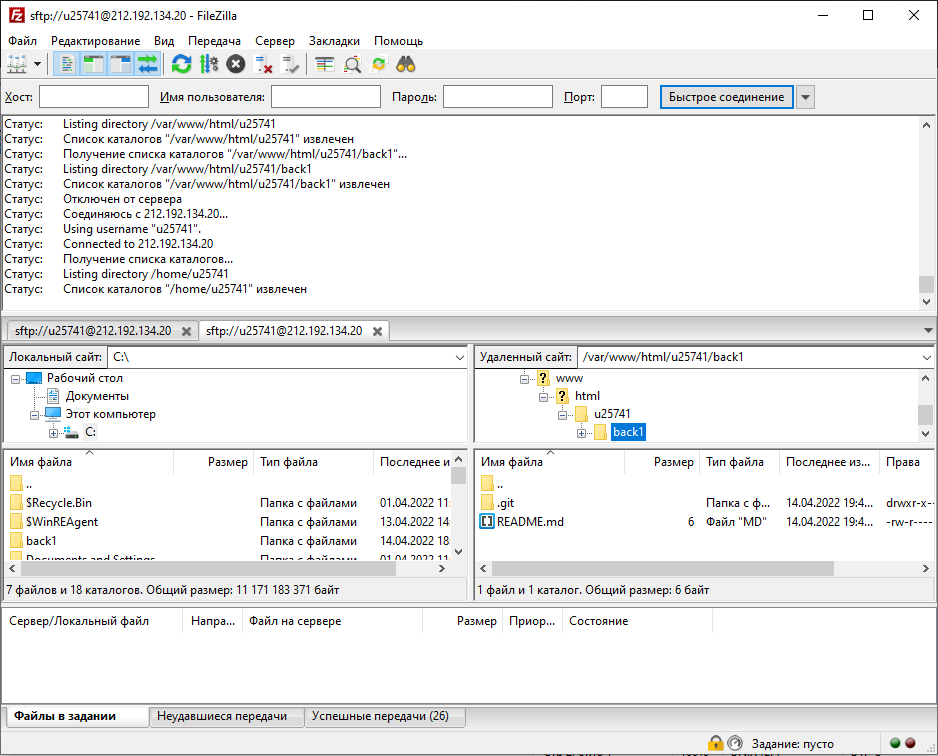 sftp://u25741@212.192.134.20 - FileZilla
Файл Редактирование Вид Передача Сервер Закладки Помощь
Хост: Имя пользователя: Пароль: Порт: Быстрое соединение
Статус: Listing directory /var/www/html/u25741
Статус: Список каталогов "/var/www/html/u25741" извлечен
Статус: Получение списка каталогов "/var/www/html/u25741/back1"...
Статус: Listing directory /var/www/html/u25741/back1
Статус: Список каталогов "/var/www/html/u25741/back1" извлечен
Статус: Отключен от сервера
Статус: Соединяюсь с 212.192.134.20...
Статус: Using username "u25741".
Статус: Connected to 212.192.134.20
Статус: Получение списка каталогов...
Статус: Listing directory /home/u25741
Статус: Список каталогов "/home/u25741" извлечен
sftp://u25741@212.192.134.20 sftp://u25741@212.192.134.20
Локальный сайт: C:\
Рабочий стол
Документы
Этот компьютер
C:
Удаленный сайт: /var/www/html/u25741/back1
? www
? html
u25741
back1
Имя файла Размер Тип файла Последнее и
..
$Recycle.Bin Папка с файлами 01.04.2022 11:
$WinREAgent Папка с файлами 13.04.2022 14:
back1 Папка с файлами 14.04.2022 18:
Documents and Settings Папка с файлами 01.04.2022 11:
7 файлов и 18 каталогов. Общий размер: 11 171 183 371 байт
Имя файла Размер Тип файла Последнее из... Права
..
.git Папка с ф... 14.04.2022 19:4... drwxr-x--
README.md 6 Файл "MD" 14.04.2022 19:4... -rw-r----
1 файл и 1 каталог. Общий размер: 6 байт
Сервер/Локальный файл Напра... Файл на сервере Размер Приор... Состояние
Файлы в задании Неудавшиеся передачи Успешные передачи (26)
Задание: пусто